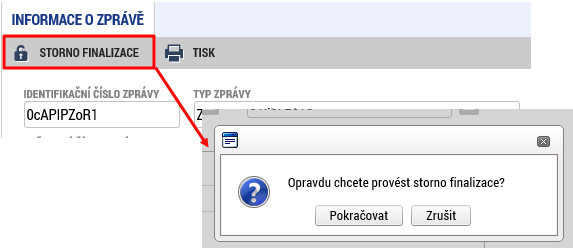 INFORMACE O ZPRÁVĚ
STORNO FINALIZACE
TISK
IDENTIFIKAČNÍ ČÍSLO ZPRÁVY
TYP ZPRÁVY
0cAPIPZoR1
Opravdu chcete provést storno finalizace?
Pokračovat
Zrušit